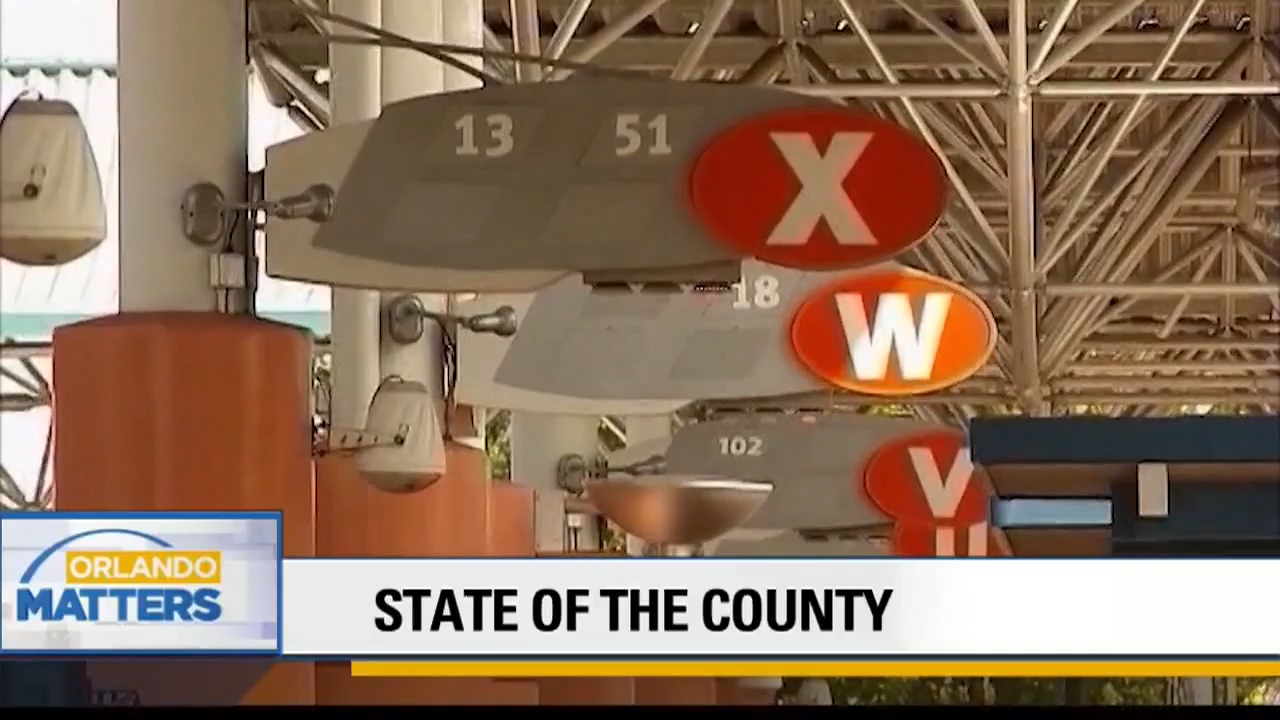 13 51 X
18 W
102 V
U
ORLANDO
MATTERS
STATE OF THE COUNTY